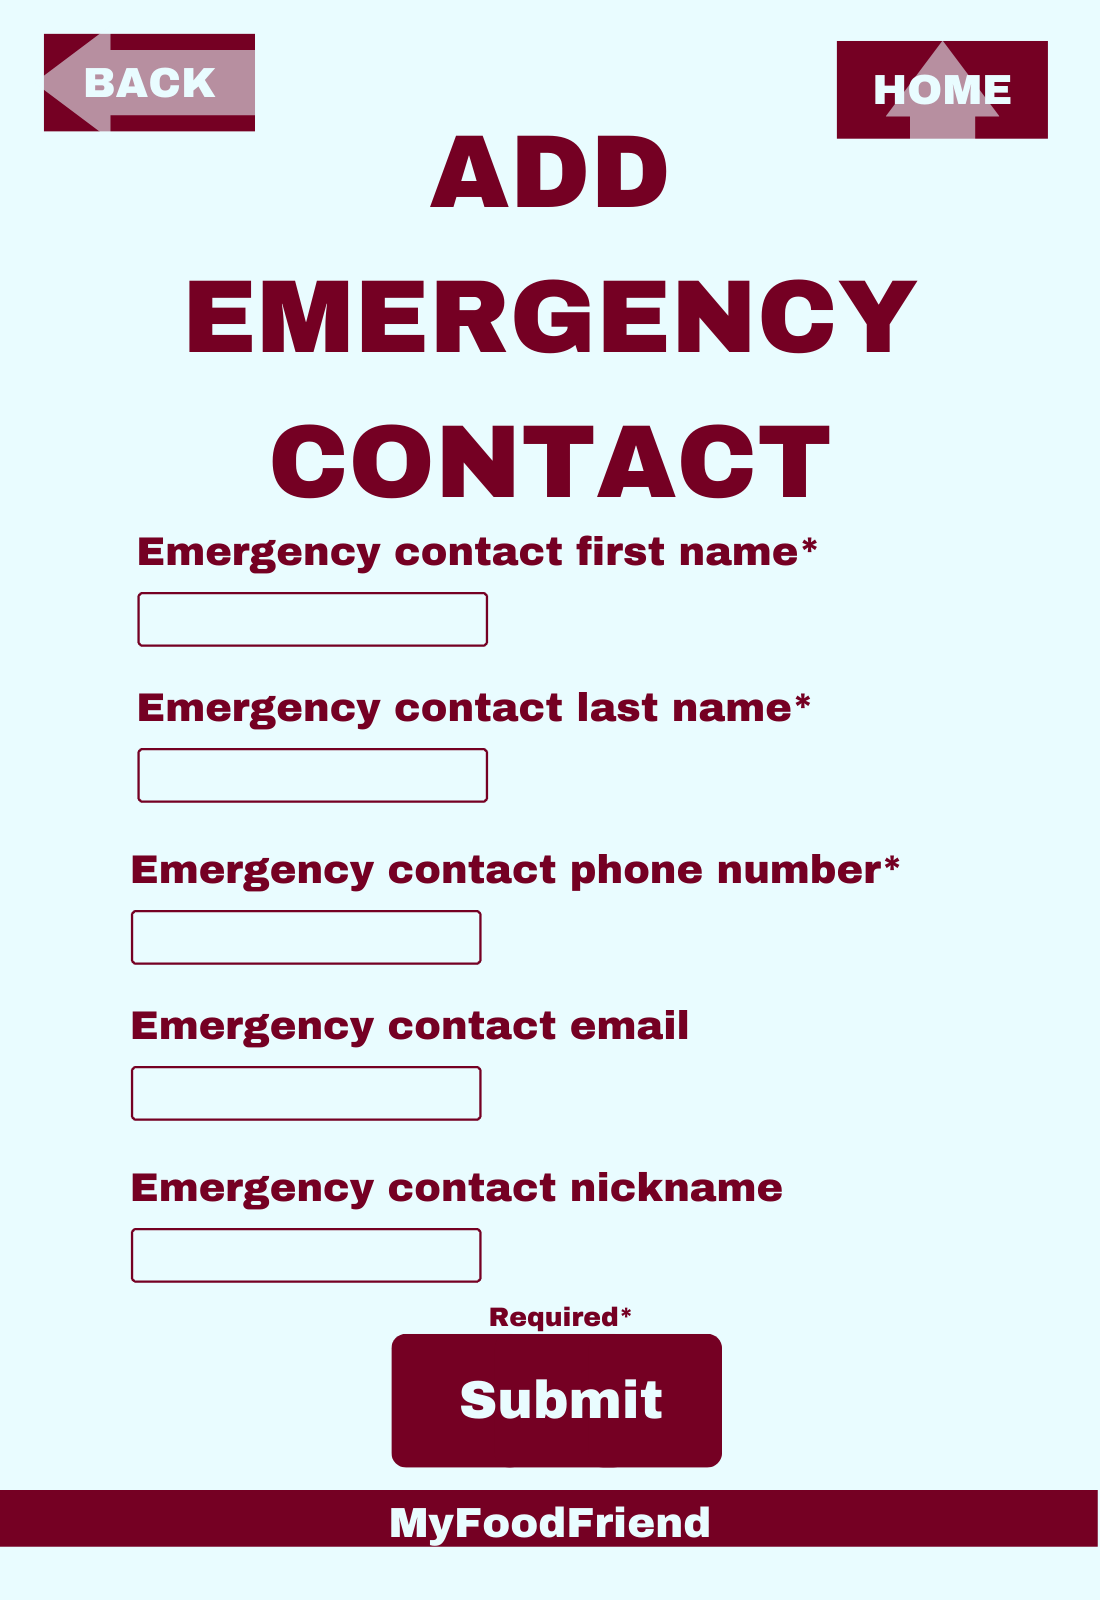 BACK
HOME
ADD
EMERGENCY
CONTACT
Emergency contact first name*
Emergency contact last name*
Emergency contact phone number*
Emergency contact email
Emergency contact nickname
Required*
Submit
MyFoodFriend